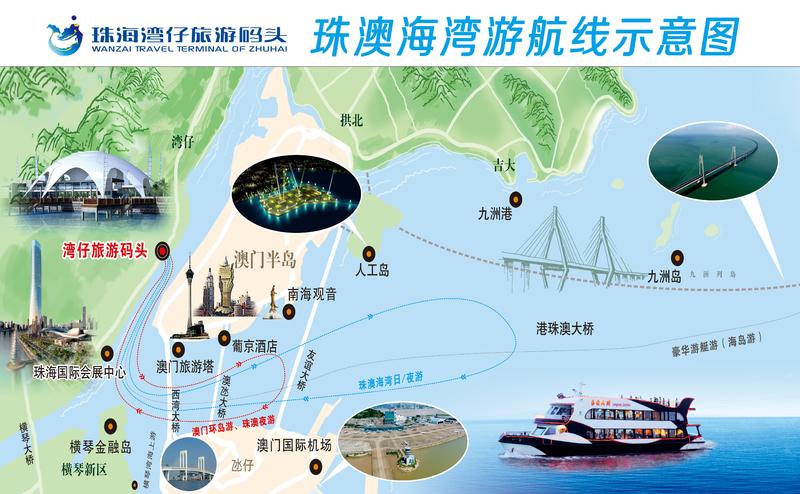 珠海湾仔旅游码头
WANZAI TRAVEL TERMINAL OF ZHUHAI
珠澳海湾游航线示意图
拱北
湾仔
吉大
九洲港
湾仔旅游码头
澳门半岛
人工岛
九洲岛
九洲列岛
南海观音
港珠澳大桥
葡京酒店
豪华游艇游（海岛游）
珠海国际会展中心
澳门旅游塔
友谊大桥
珠澳海湾日/夜游
西湾大桥
澳氹大桥
澳门环岛游、珠澳夜游
横琴大桥
横琴金融岛
澳门国际机场
横琴新区
氹仔